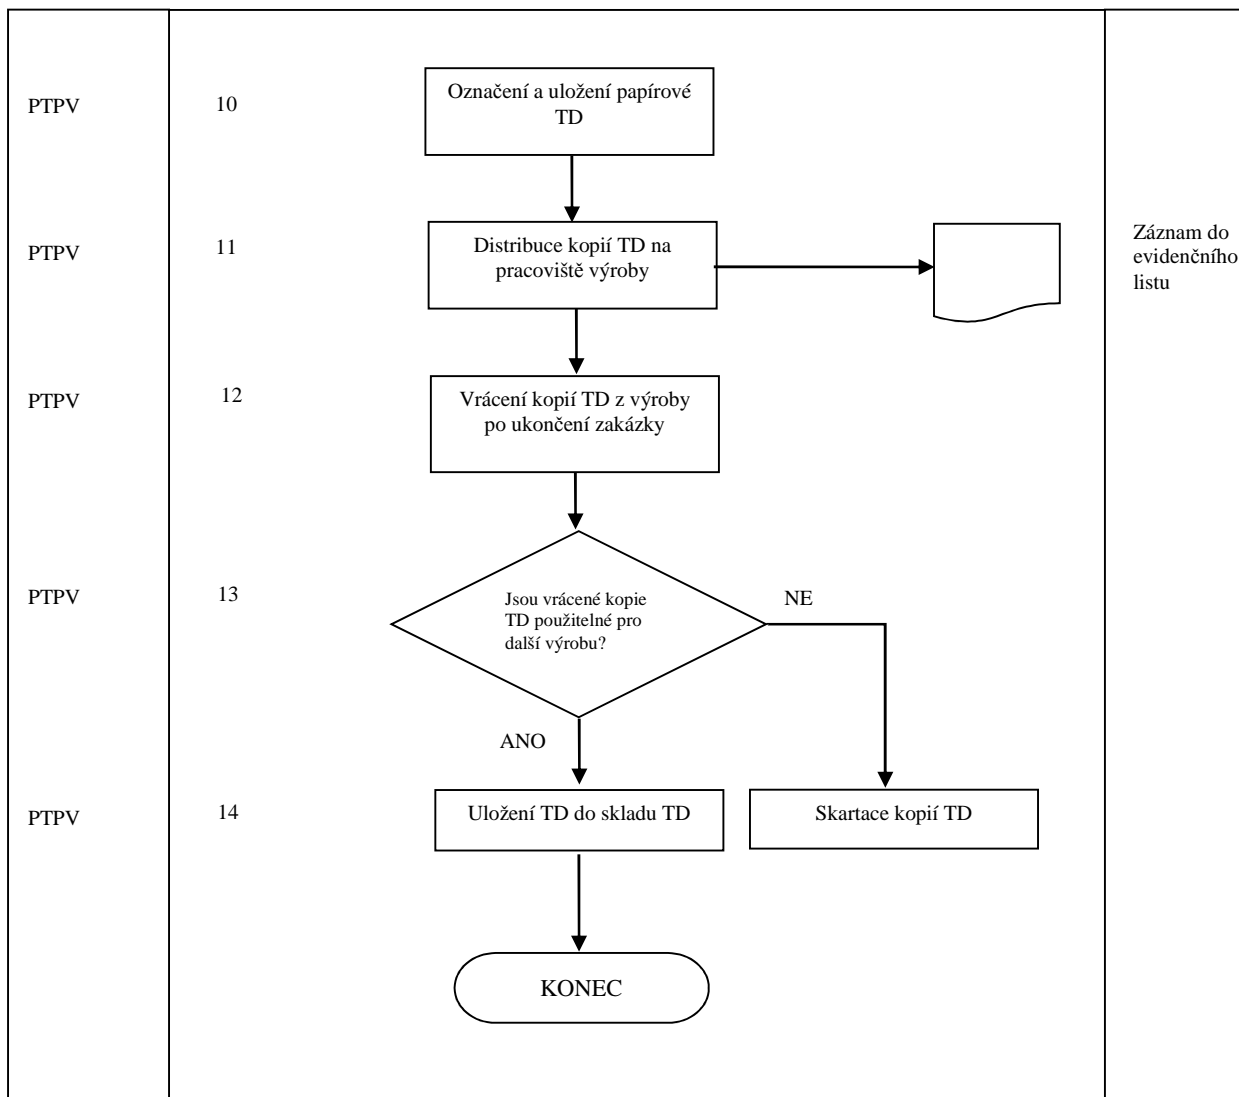 PTPV
10
Označení a uložení papírové
TD
PTPV
11
Distribuce kopií TD na
pracoviště výroby
Záznam do
evidenčního
listu
PTPV
12
Vrácení kopií TD z výroby
po ukončení zakázky
PTPV
13
Jsou vrácené kopie
TD použitelné pro
další výrobu?
NE
ANO
PTPV
14
Uložení TD do skladu TD
Skartace kopií TD
KONEC